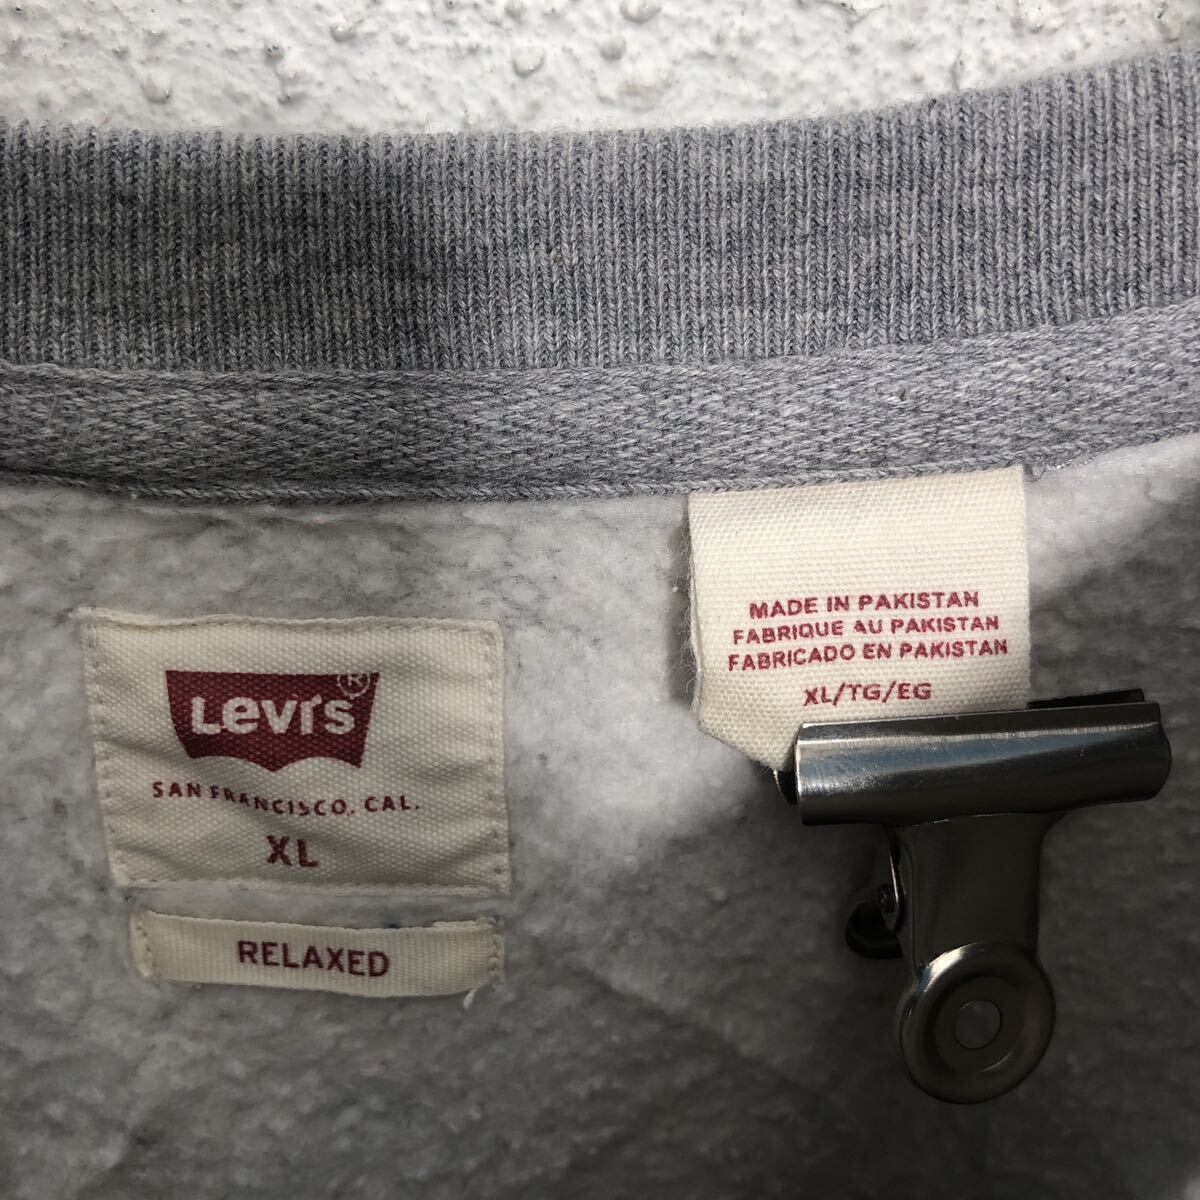 Levi's®
SAN FRANCISCO, CAL.
XL
RELAXED
MADE IN PAKISTAN
FABRIQUE AU PAKISTAN
FABRICADO EN PAKISTAN
XL/TG/EG